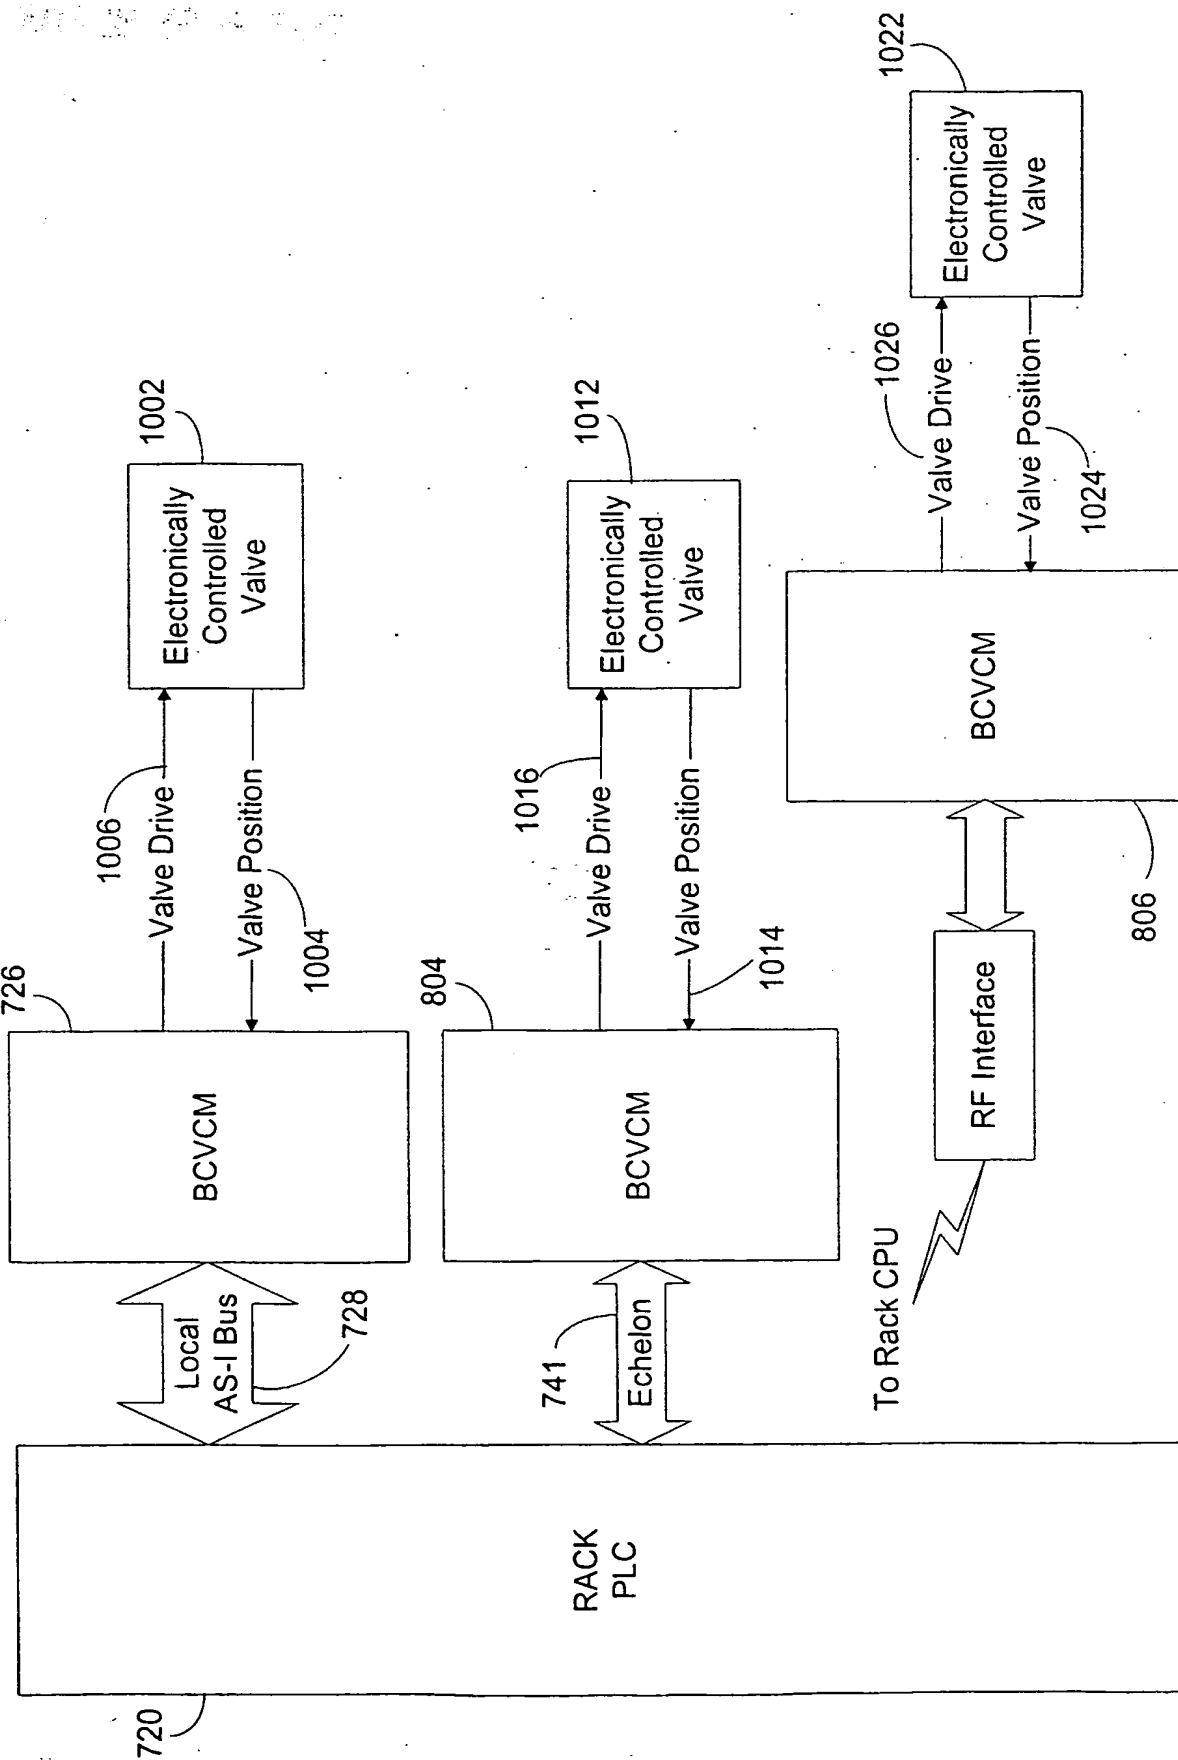 720
RACK
PLC
Local
AS-I Bus
728
726
BCVCM
1006
Valve Drive
Valve Position
1004
1002
Electronically
Controlled
Valve
741
Echelon
804
BCVCM
1016
Valve Drive
Valve Position
1014
1012
Electronically
Controlled
Valve
To Rack CPU
RF Interface
806
BCVCM
1026
Valve Drive
Valve Position
1024
1022
Electronically
Controlled
Valve